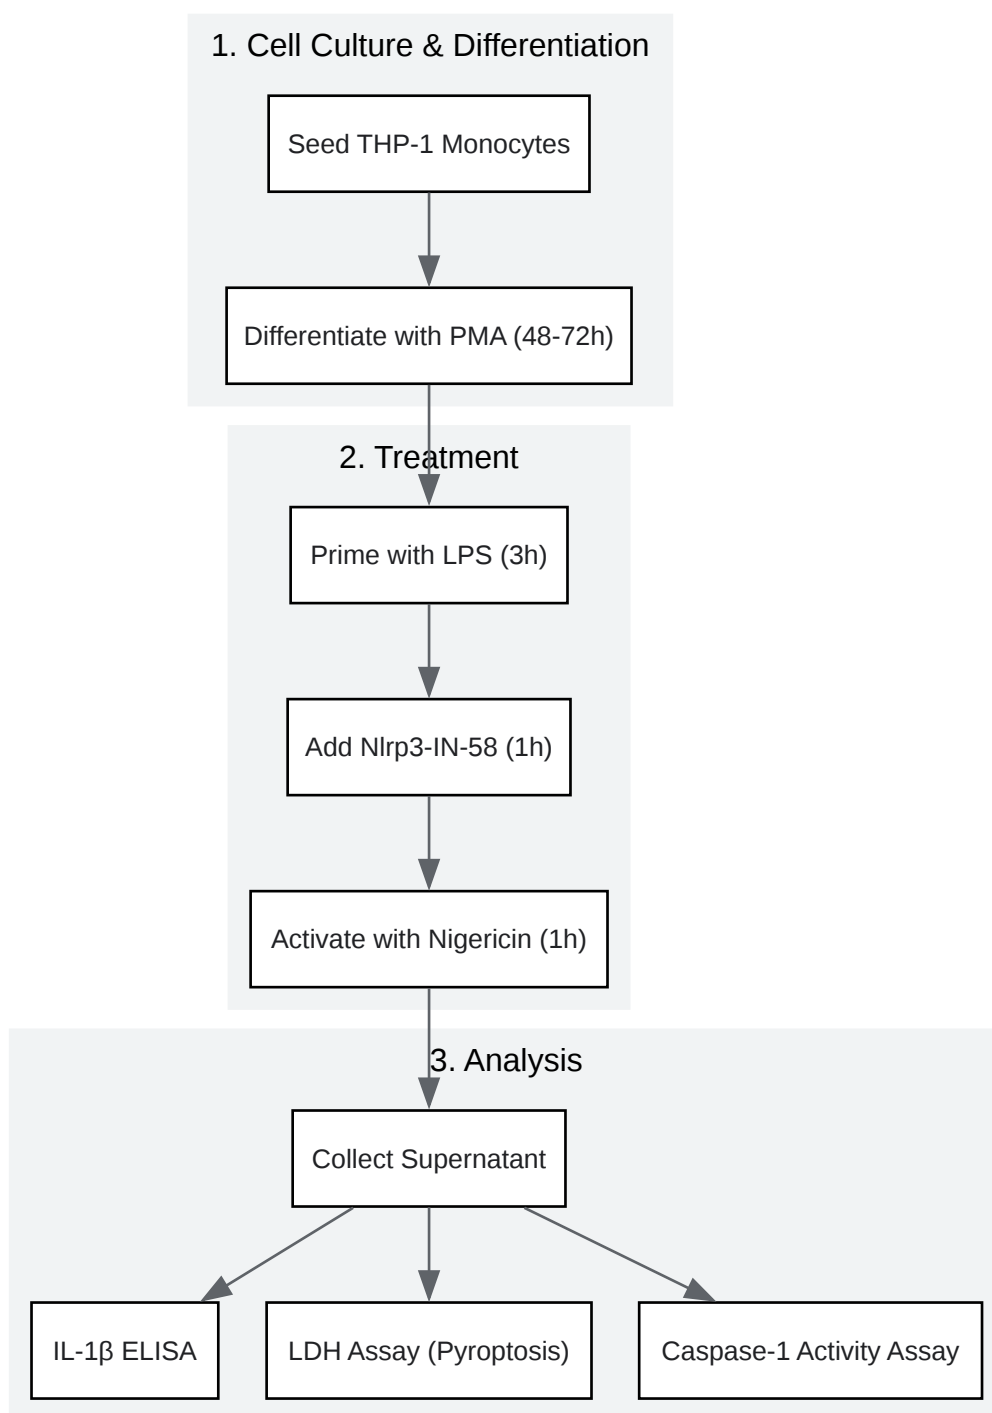 1. Cell Culture & Differentiation
Seed THP-1 Monocytes
Differentiate with PMA (48-72h)
2. Treatment
Prime with LPS (3h)
Add Nlrp3-IN-58 (1h)
Activate with Nigericin (1h)
3. Analysis
Collect Supernatant
IL-1β ELISA
LDH Assay (Pyroptosis)
Caspase-1 Activity Assay